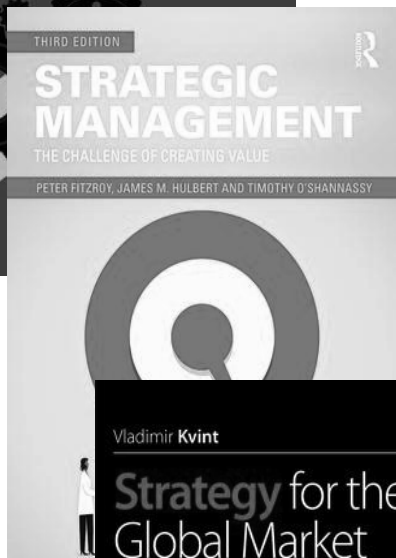 THIRD EDITION
ROUTLEDGE
STRATEGIC
MANAGEMENT
THE CHALLENGE OF CREATING VALUE
PETER FITZROY, JAMES M. HULBERT AND TIMOTHY O'SHANNASSY
Vladimir Kvint
Strategy for the
Global Market